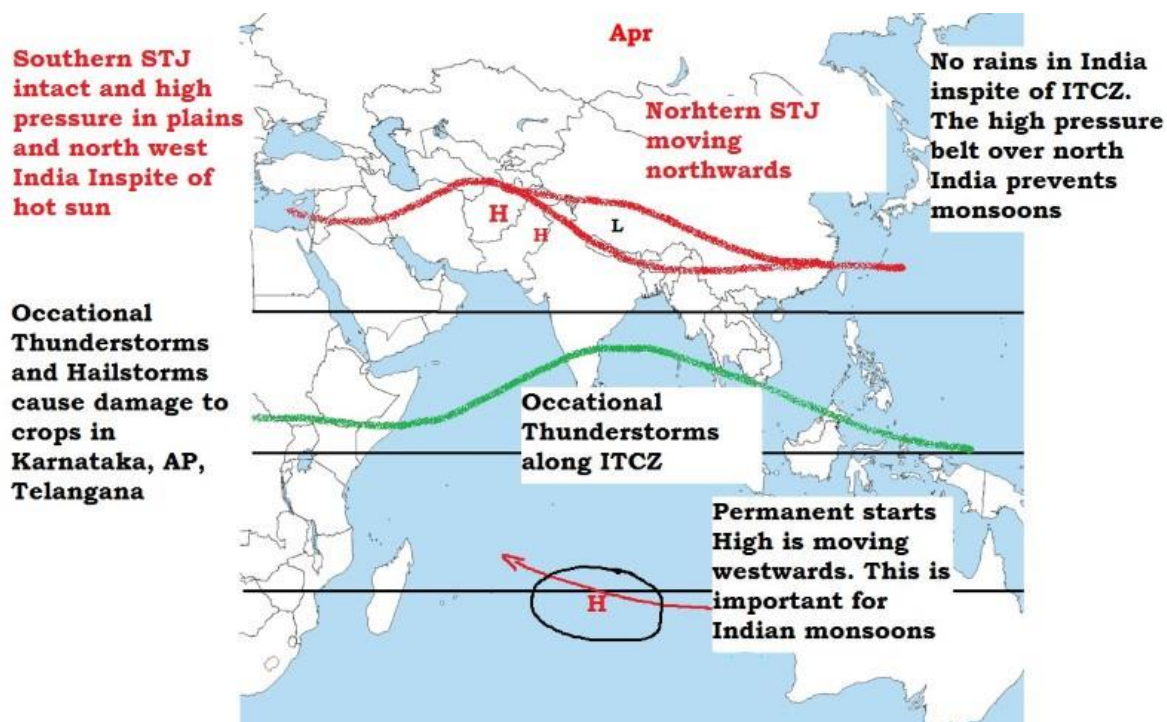 Apr
Southern STJ
intact and high
pressure in plains
and north west
India Inspite of
hot sun
Norhtern STJ
moving
northwards
No rains in India
inspite of ITCZ.
The high pressure
belt over north
India prevents
monsoons
H
H
L
Occational
Thunderstorms
and Hailstorms
cause damage to
crops in
Karnataka, AP,
Telangana
Occational
Thunderstorms
along ITCZ
Permanent starts
High is moving
westwards. This is
important for
Indian monsoons
H